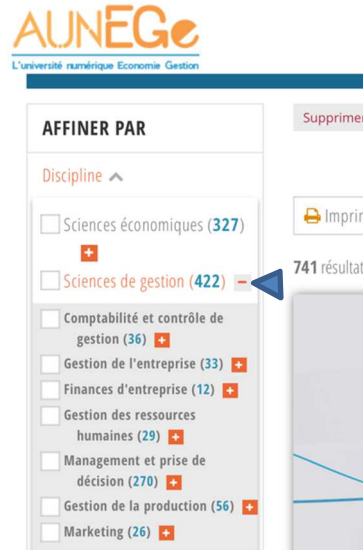 AUNEGe
L'université numérique Economie Gestion
Supprimer
AFFINER PAR
Discipline
Sciences économiques (327)
+
Imprim
741 résultat
Sciences de gestion (422) −
Comptabilité et contrôle de
gestion (36) +
Gestion de l'entreprise (33) +
Finances d'entreprise (12) +
Gestion des ressources
humaines (29) +
Management et prise de
décision (270) +
Gestion de la production (56) +
Marketing (26) +